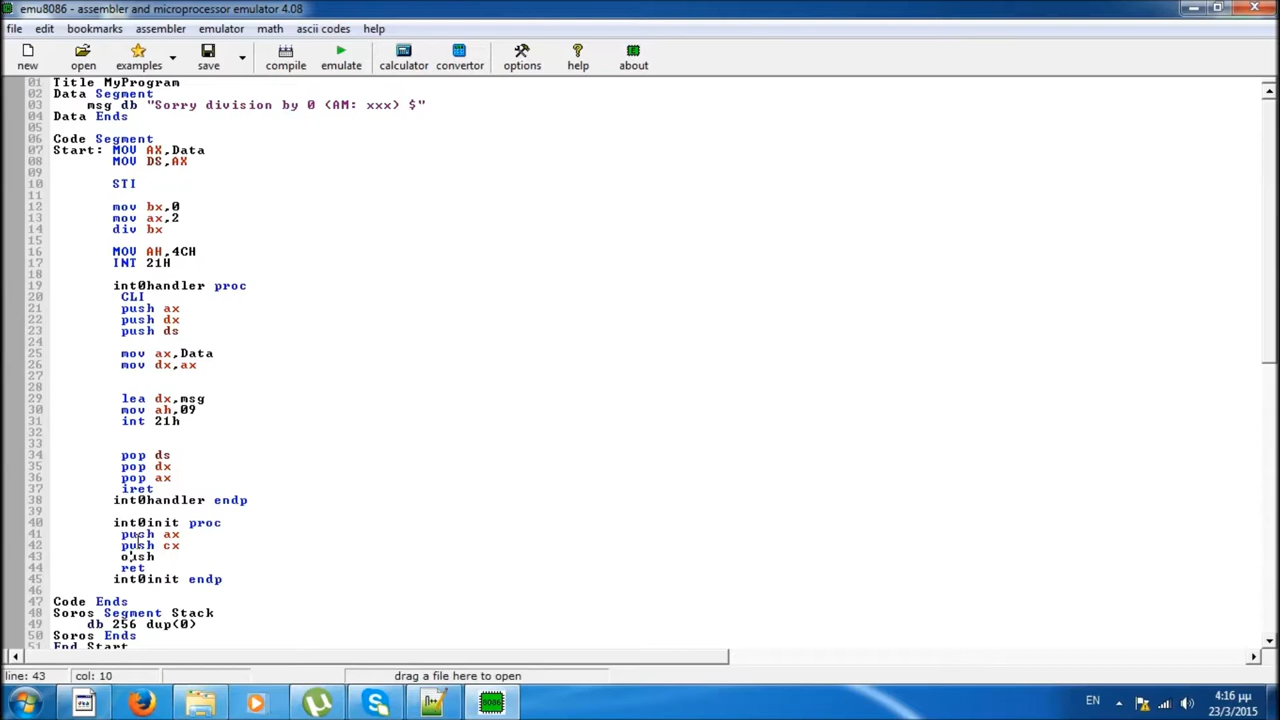 emu8086 - assembler and microprocessor emulator 4.08
file edit bookmarks assembler emulator math ascii codes help
new open examples save compile emulate calculator convertor options help about
01 Title MyProgram
02 Data Segment
03 msg db "Sorry division by 0 (AM: xxx) $"
04 Data Ends
05
06 Code Segment
07 Start: MOV AX,Data
08 MOV DS,AX
09
10 STI
11
12 mov bx,0
13 mov ax,2
14 div bx
15
16 MOV AH,4CH
17 INT 21H
18
19 int0handler proc
20 CLI
21 push ax
22 push dx
23 push ds
24
25 mov ax,Data
26 mov dx,ax
27
28
29 lea dx,msg
30 mov ah,09
31 int 21h
32
33
34 pop ds
35 pop dx
36 pop ax
37 iret
38 int0handler endp
39
40 int0init proc
41 push ax
42 push cx
43 oush
44 ret
45 int0init endp
46
47 Code Ends
48 Soros Segment Stack
49 db 256 dup(0)
50 Soros Ends
51 End Start
line: 43 col: 10 drag a file here to open
EN 4:16 μμ
23/3/2015